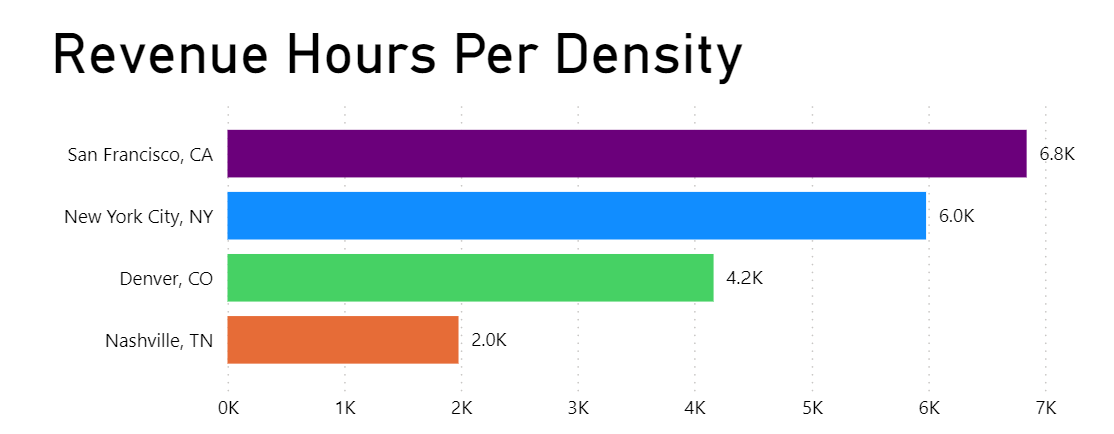 Revenue Hours Per Density
San Francisco, CA 6.8K
New York City, NY 6.0K
Denver, CO 4.2K
Nashville, TN 2.0K
0K 1K 2K 3K 4K 5K 6K 7K